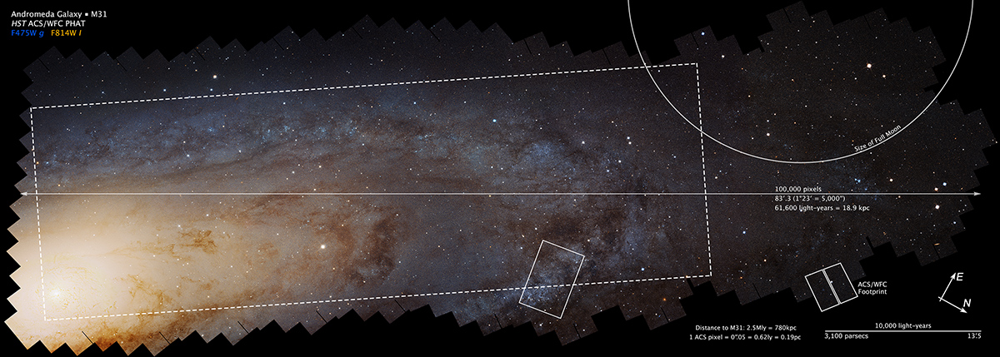 Andromeda Galaxy ▪ M31
HST ACS/WFC PHAT
F475W g F814W I
Size of Full Moon
100,000 pixels
83′.3 (1°23′ = 5,000″)
61,600 light-years = 18.9 kpc
ACS/WFC
Footprint
E
N
Distance to M31: 2.5Mly = 780kpc
1 ACS pixel = 0″.05 = 0.62ly = 0.19pc
10,000 light-years
3,100 parsecs 13′.5